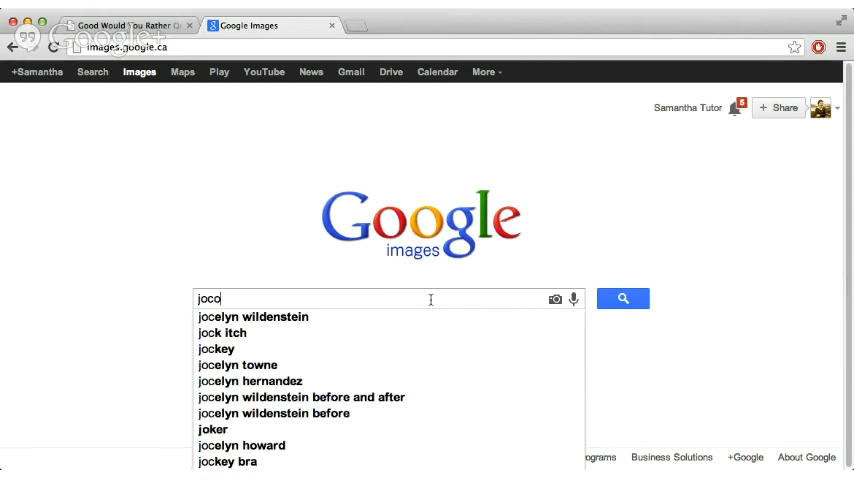 Good Would You Rather Qu
Google Images
Google+
images.google.ca
+Samantha Search Images Maps Play YouTube News Gmail Drive Calendar More
Samantha Tutor 5 + Share
Google
images
joco
jocelyn wildenstein
jock itch
jockey
jocelyn towne
jocelyn hernandez
jocelyn wildenstein before and after
jocelyn wildenstein before
joker
jocelyn howard
jockey bra
ograms Business Solutions +Google About Google